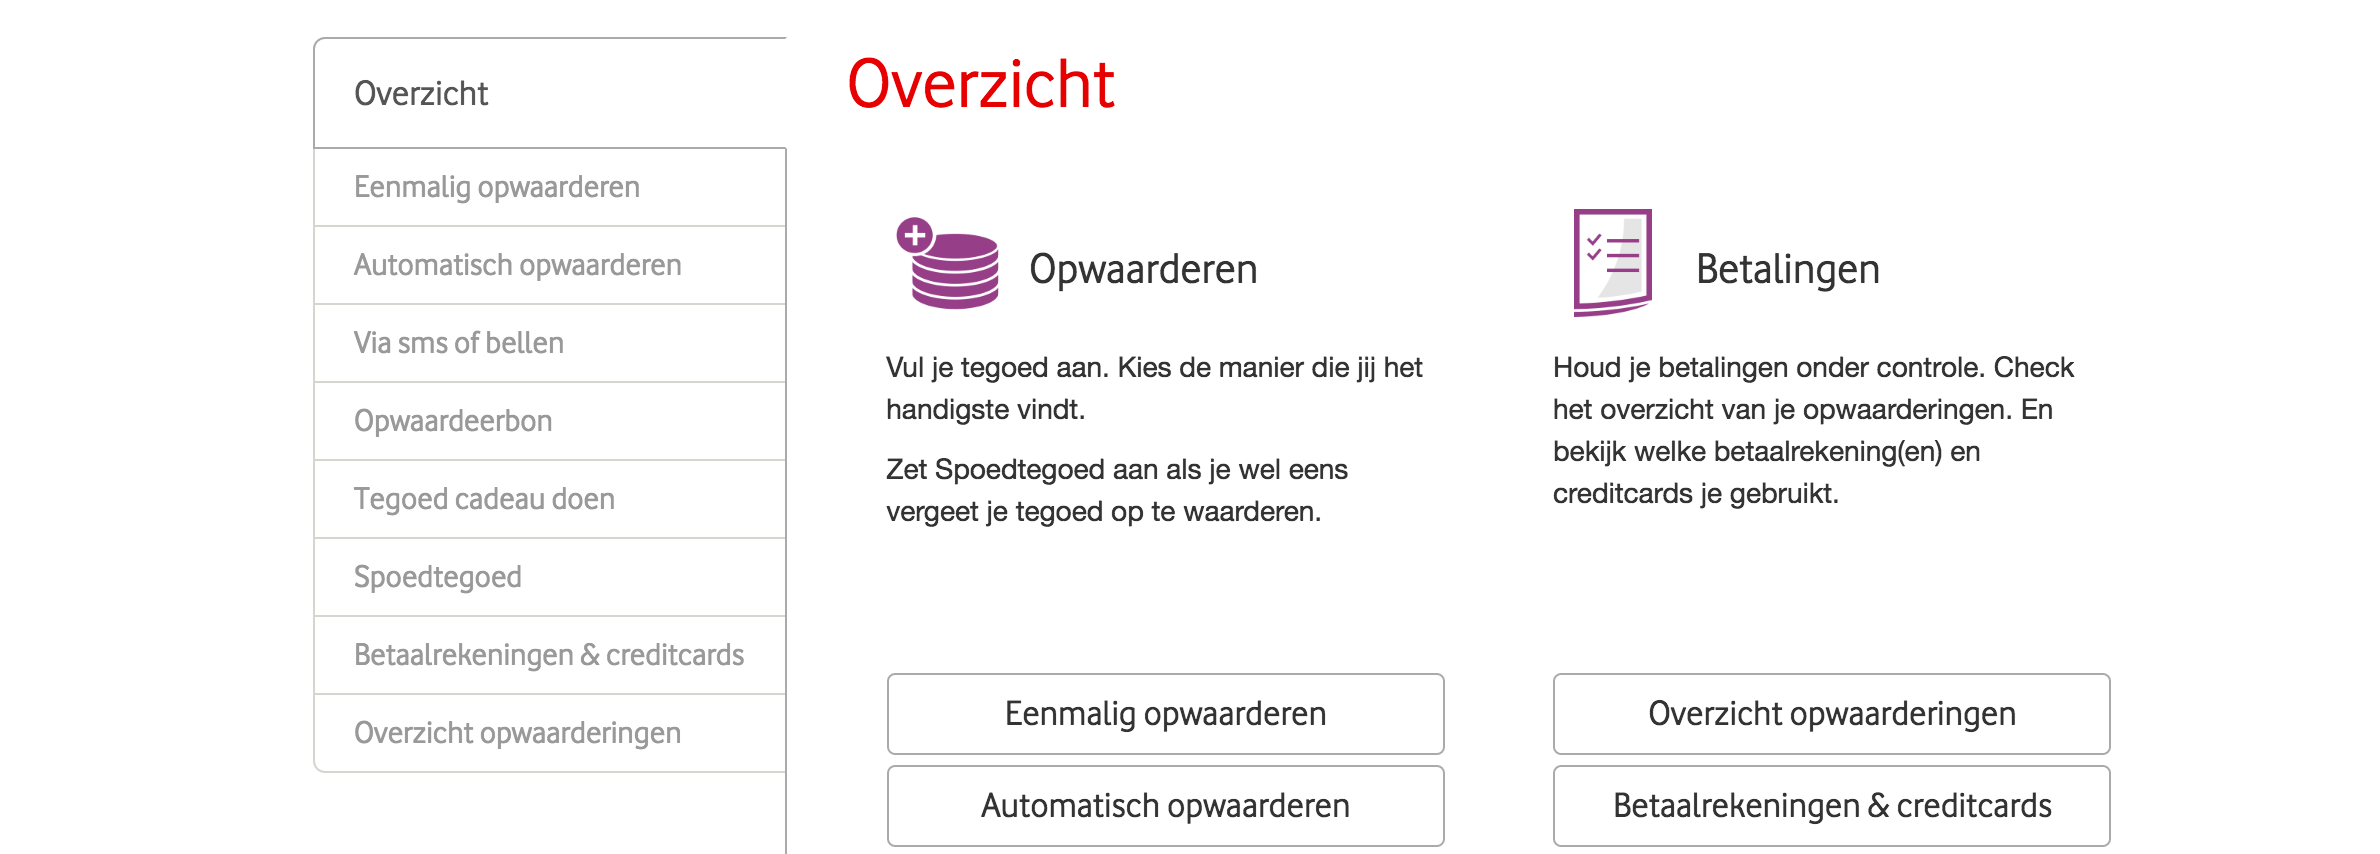 Overzicht
Eenmalig opwaarderen
Automatisch opwaarderen
Via sms of bellen
Opwaardeerbon
Tegoed cadeau doen
Spoedtegoed
Betaalrekeningen & creditcards
Overzicht opwaarderingen
Overzicht
Opwaarderen
Vul je tegoed aan. Kies de manier die jij het
handigste vindt.
Zet Spoedtegoed aan als je wel eens
vergeet je tegoed op te waarderen.
Eenmalig opwaarderen
Automatisch opwaarderen
Betalingen
Houd je betalingen onder controle. Check
het overzicht van je opwaarderingen. En
bekijk welke betaalrekening(en) en
creditcards je gebruikt.
Overzicht opwaarderingen
Betaalrekeningen & creditcards